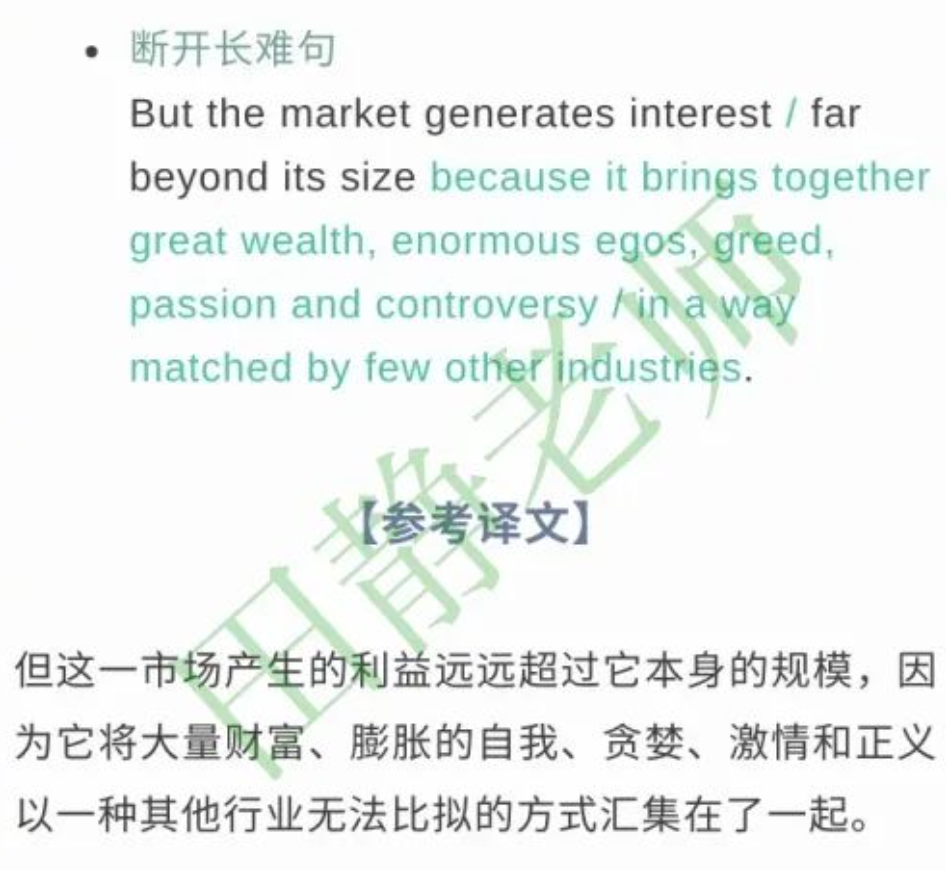 • 断开长难句
But the market generates interest / far
beyond its size because it brings together
great wealth, enormous egos, greed,
passion and controversy / in a way
matched by few other industries.
【参考译文】
但这一市场产生的利益远远超过它本身的规模，因
为它将大量财富、膨胀的自我、贪婪、激情和正义
以一种其他行业无法比拟的方式汇集在了一起。
田静老师